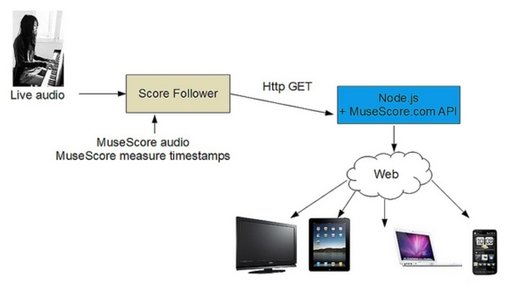 Live audio
Score Follower
Http GET
Node.js
+ MuseScore.com API
MuseScore audio
MuseScore measure timestamps
Web